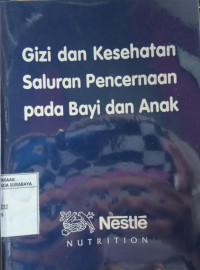 Gizi dan Kesehatan
Saluran Pencernaan
pada Bayi dan Anak
Nestlé
NUTRITION